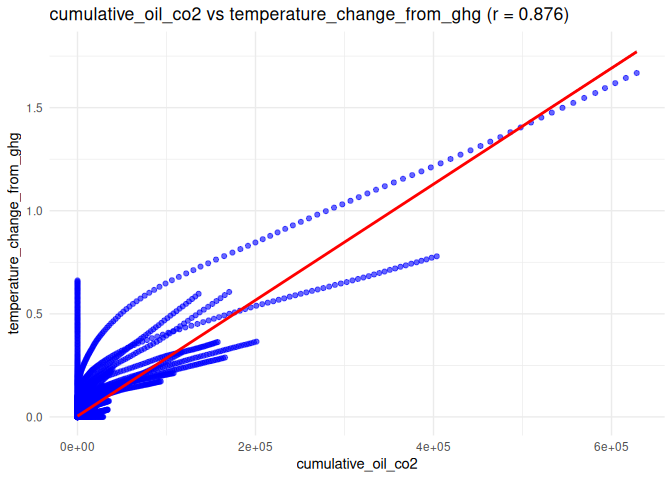 cumulative_oil_co2 vs temperature_change_from_ghg (r = 0.876)
temperature_change_from_ghg
1.5
1.0
0.5
0.0
0e+00 2e+05 4e+05 6e+05
cumulative_oil_co2